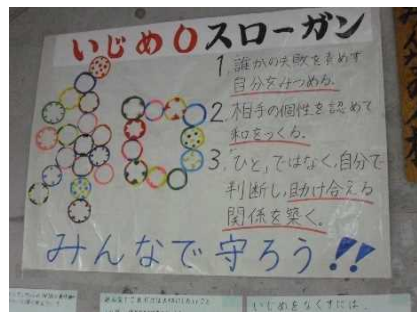 いじめ0スローガン
1. 誰かの失敗を責めず
自分をみつめる。
2. 相手の個性を認めて
和をつくる。
3. "ひと"ではなく、自分で
判断し、助け合える
関係を築く。
みんなで守ろう!!
いじめをなくすには、